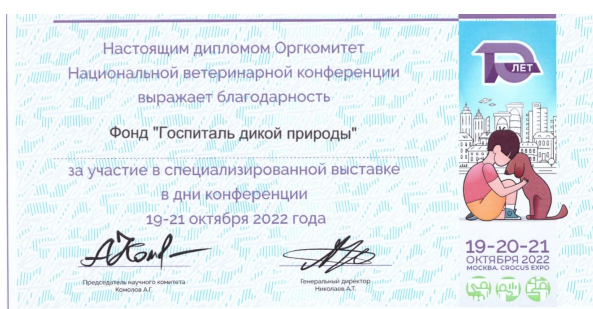 Настоящим дипломом Оргкомитет
Национальной ветеринарной конференции
выражает благодарность
Фонд "Госпиталь дикой природы"
за участие в специализированной выставке
в дни конференции
19-21 октября 2022 года
Председатель научного комитета
Комолов А.Г.
Генеральный директор
Николаев А.Т.
10 ЛЕТ
19-20-21
ОКТЯБРЯ 2022
МОСКВА. CROCUS EXPO